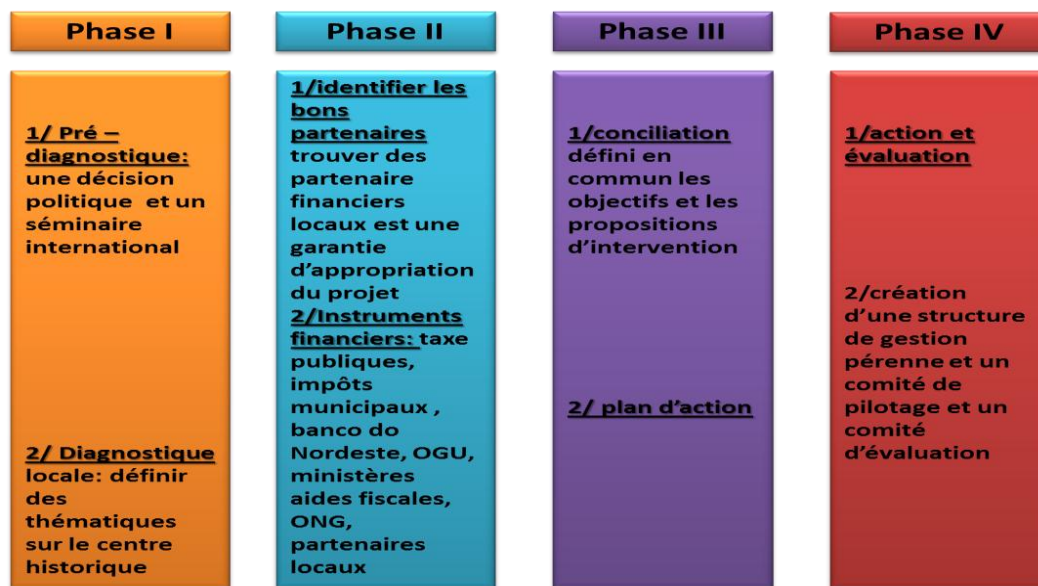 Phase I
1/ Pré –
diagnostique:
une décision
politique et un
séminaire
international
2/ Diagnostique
locale: définir
des
thématiques
sur le centre
historique
Phase II
1/identifier les
bons
partenaires
trouver des
partenaire
financiers
locaux est une
garantie
d’appropriation
du projet
2/Instruments
financiers: taxe
publiques,
impôts
municipaux ,
banco do
Nordeste, OGU,
ministères
aides fiscales,
ONG,
partenaires
locaux
Phase III
1/conciliation
défini en
commun les
objectifs et les
propositions
d’intervention
2/ plan d’action
Phase IV
1/action et
évaluation
2/création
d’une structure
de gestion
pérenne et un
comité de
pilotage et un
comité
d’évaluation